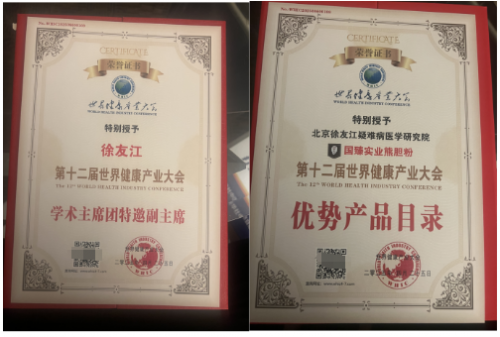 CERTIFICATE
荣誉证书
世界健康产业大会
WORLD HEALTH INDUSTRY CONFERENCE
特别授予
徐友江
第十二届世界健康产业大会
The 12th WORLD HEALTH INDUSTRY CONFERENCE
学术主席团特邀副主席
CERTIFICATE
荣誉证书
世界健康产业大会
WORLD HEALTH INDUSTRY CONFERENCE
特别授予
北京徐友江疑难病医学研究院
国臻实业熊胆粉
第十二届世界健康产业大会
The 12th WORLD HEALTH INDUSTRY CONFERENCE
优势产品目录